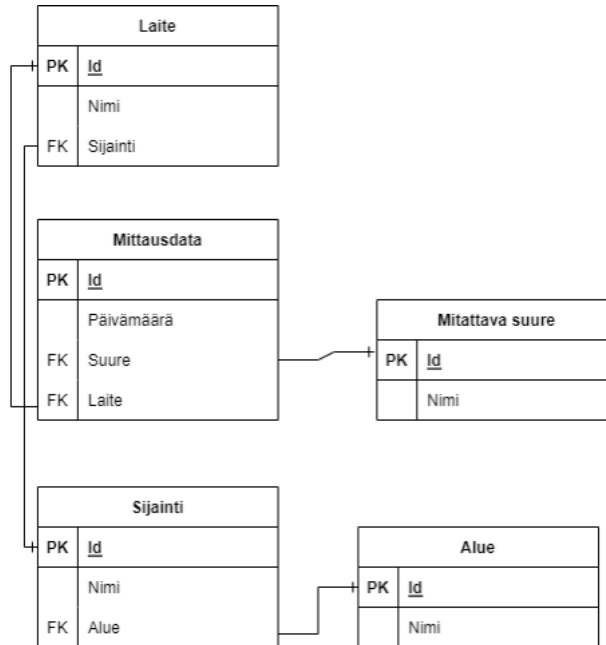 Laite
PK Id
Nimi
FK Sijainti
Mittausdata
PK Id
Päivämäärä
FK Suure
FK Laite
Mitattava suure
PK Id
Nimi
Sijainti
PK Id
Nimi
FK Alue
Alue
PK Id
Nimi